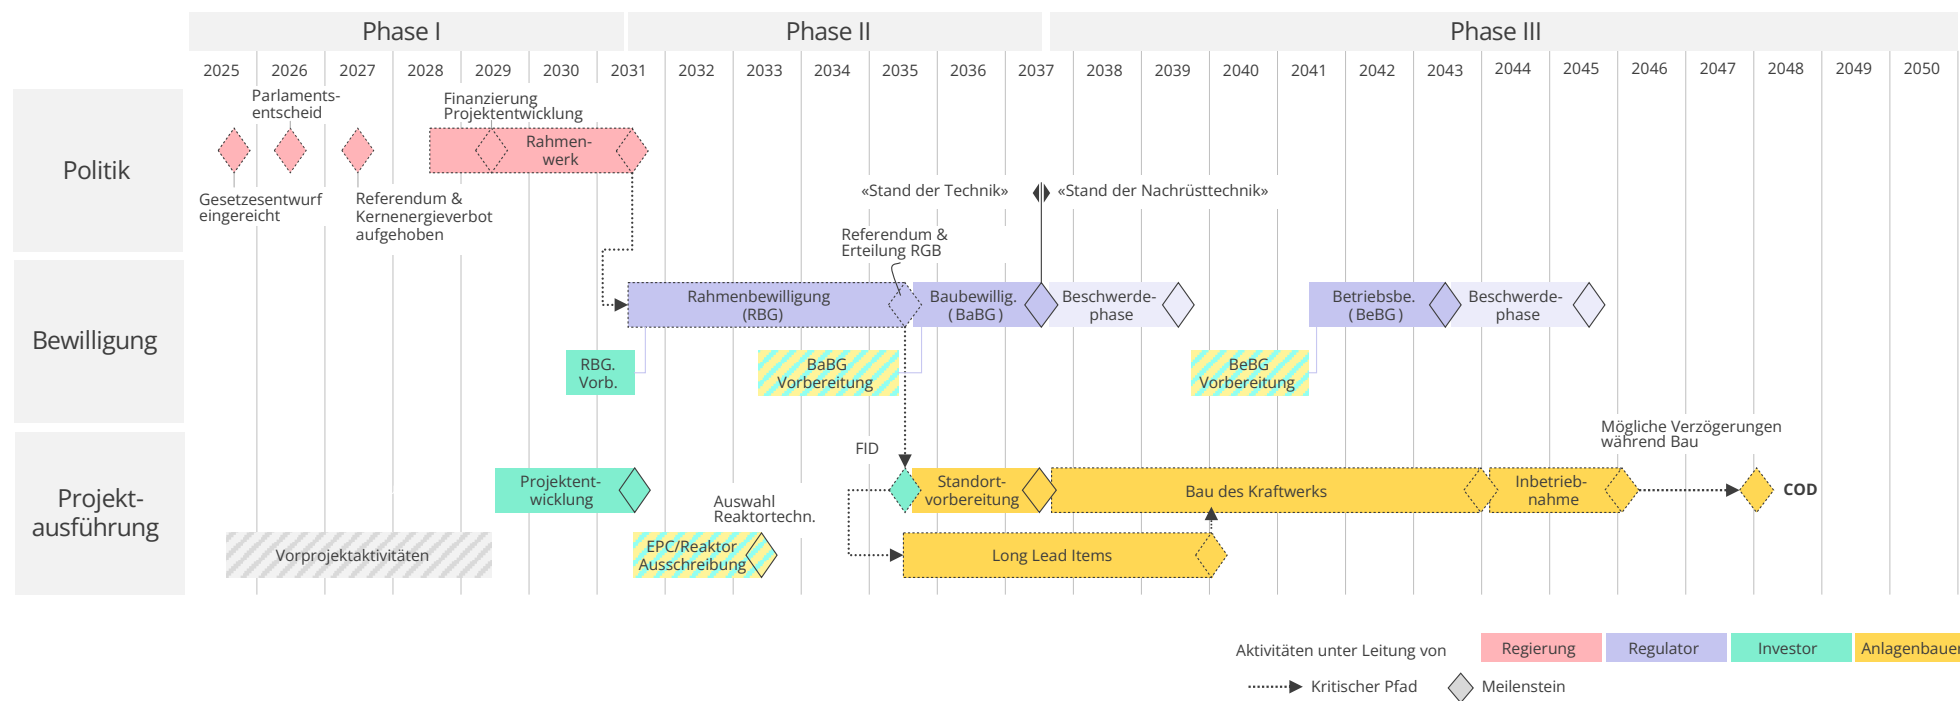 Phase I
Phase II
Phase III
2025 2026 2027 2028 2029 2030 2031 2032 2033 2034 2035 2036 2037 2038 2039 2040 2041 2042 2043 2044 2045 2046 2047 2048 2049 2050
Politik
Parlaments-
entscheid
Finanzierung
Projektentwicklung
Rahmen-
werk
Gesetzesentwurf
eingereicht
Referendum &
Kernenergieverbot
aufgehoben
«Stand der Technik»
«Stand der Nachrüsttechnik»
Referendum &
Erteilung RGB
Bewilligung
Rahmenbewilligung
(RBG)
Baubewillig.
(BaBG)
Beschwerde-
phase
Betriebsbe.
(BeBG)
Beschwerde-
phase
RBG.
Vorb.
BaBG
Vorbereitung
BeBG
Vorbereitung
Projekt-
ausführung
Mögliche Verzögerungen
während Bau
FID
Projektent-
wicklung
Standort-
vorbereitung
Bau des Kraftwerks
Inbetrieb-
nahme
COD
Auswahl
Reaktortechn.
Vorprojektaktivitäten
EPC/Reaktor
Ausschreibung
Long Lead Items
Aktivitäten unter Leitung von
Regierung
Regulator
Investor
Anlagenbauer
Kritischer Pfad
Meilenstein